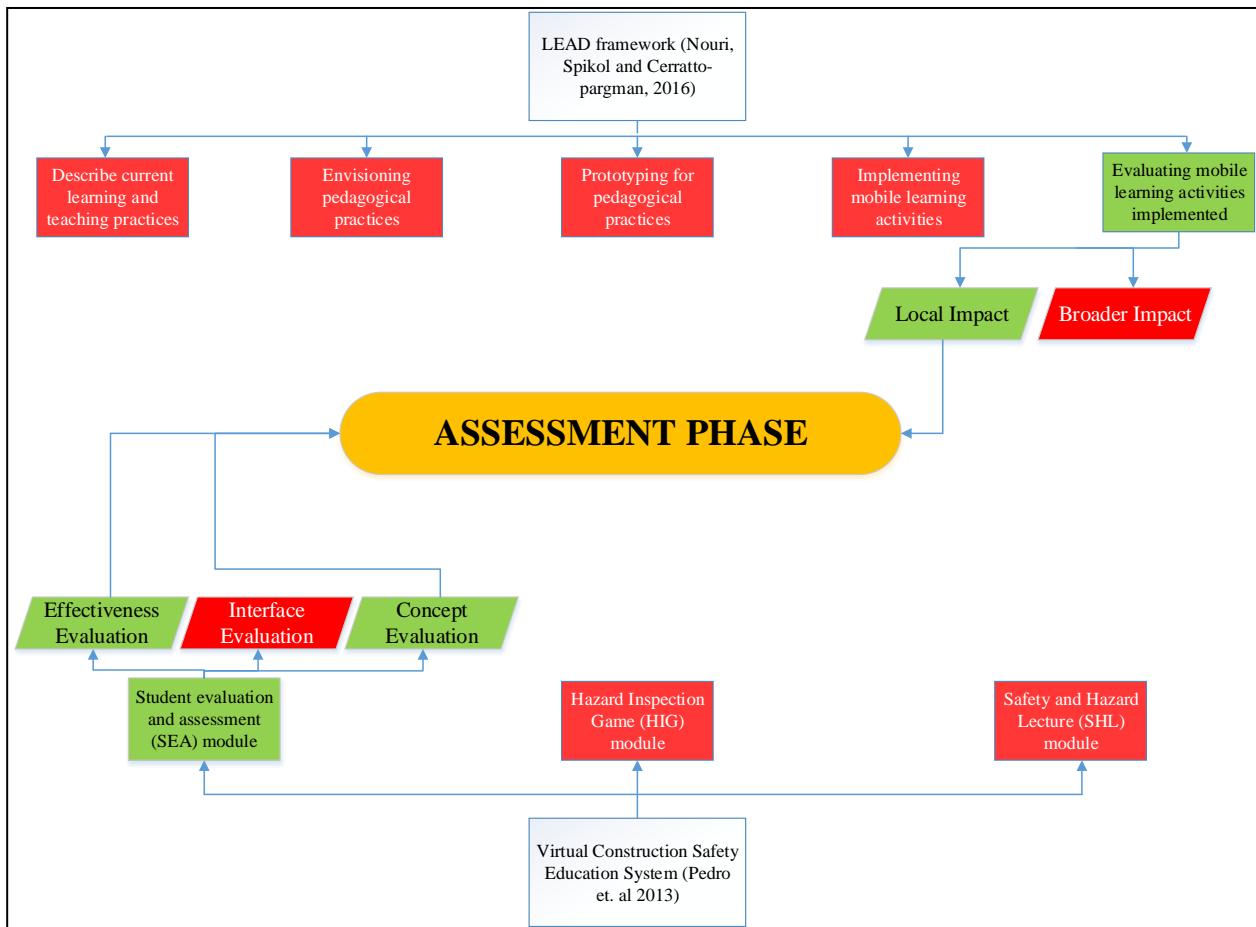 LEAD framework (Nouri,
Spikol and Cerratto-
pargman, 2016)
Describe current
learning and
teaching practices
Envisioning
pedagogical
practices
Prototyping for
pedagogical
practices
Implementing
mobile learning
activities
Evaluating mobile
learning activities
implemented
Local Impact
Broader Impact
ASSESSMENT PHASE
Effectiveness
Evaluation
Interface
Evaluation
Concept
Evaluation
Student evaluation
and assessment
(SEA) module
Hazard Inspection
Game (HIG)
module
Safety and Hazard
Lecture (SHL)
module
Virtual Construction Safety
Education System (Pedro
et. al 2013)